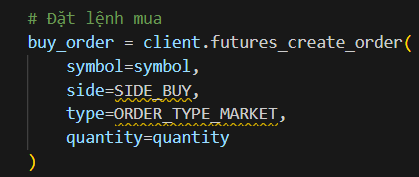 # Đặt lệnh mua
buy_order = client.futures_create_order(
    symbol=symbol,
    side=SIDE_BUY,
    type=ORDER_TYPE_MARKET,
    quantity=quantity
)